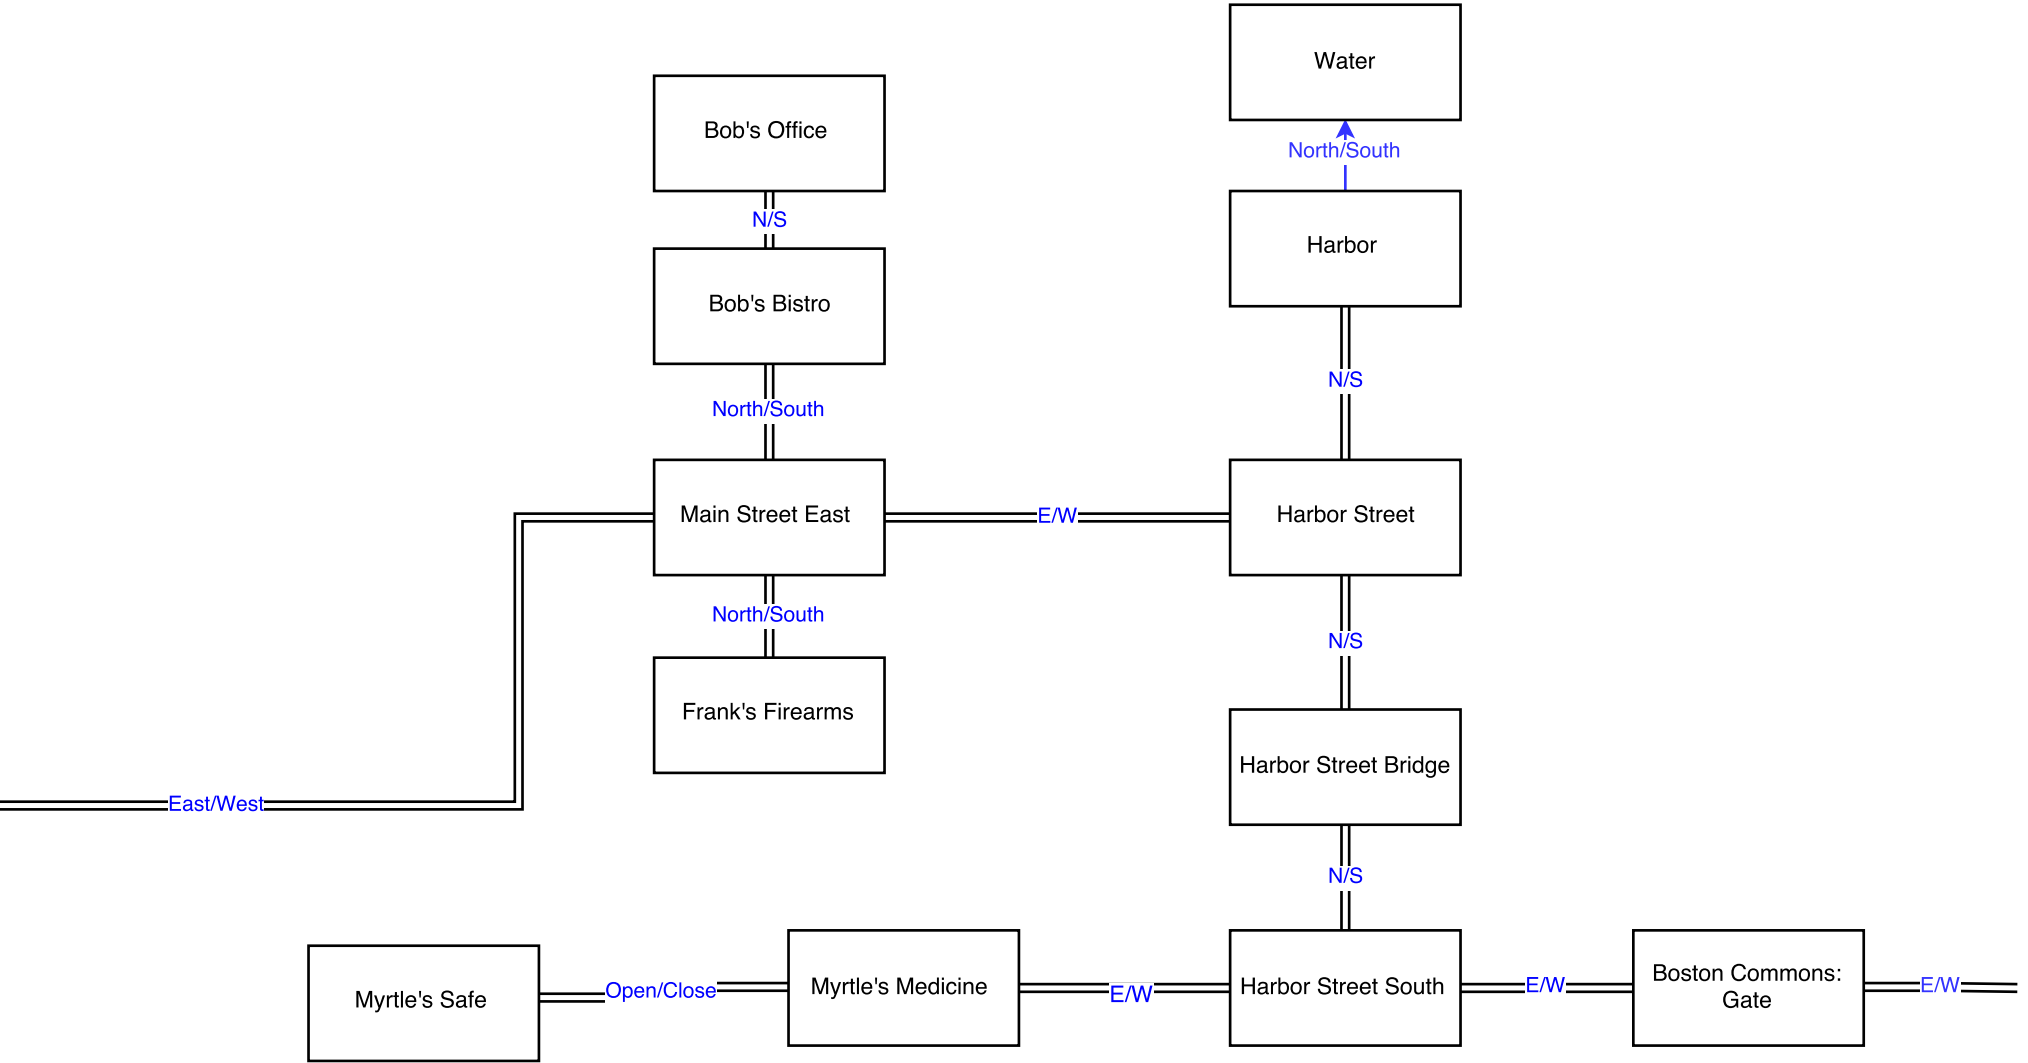 Water
Bob's Office
North/South
N/S
Harbor
Bob's Bistro
N/S
North/South
Main Street East
E/W
Harbor Street
North/South
N/S
Frank's Firearms
Harbor Street Bridge
East/West
N/S
Myrtle's Safe
Open/Close
Myrtle's Medicine
E/W
Harbor Street South
E/W
Boston Commons:
Gate
E/W